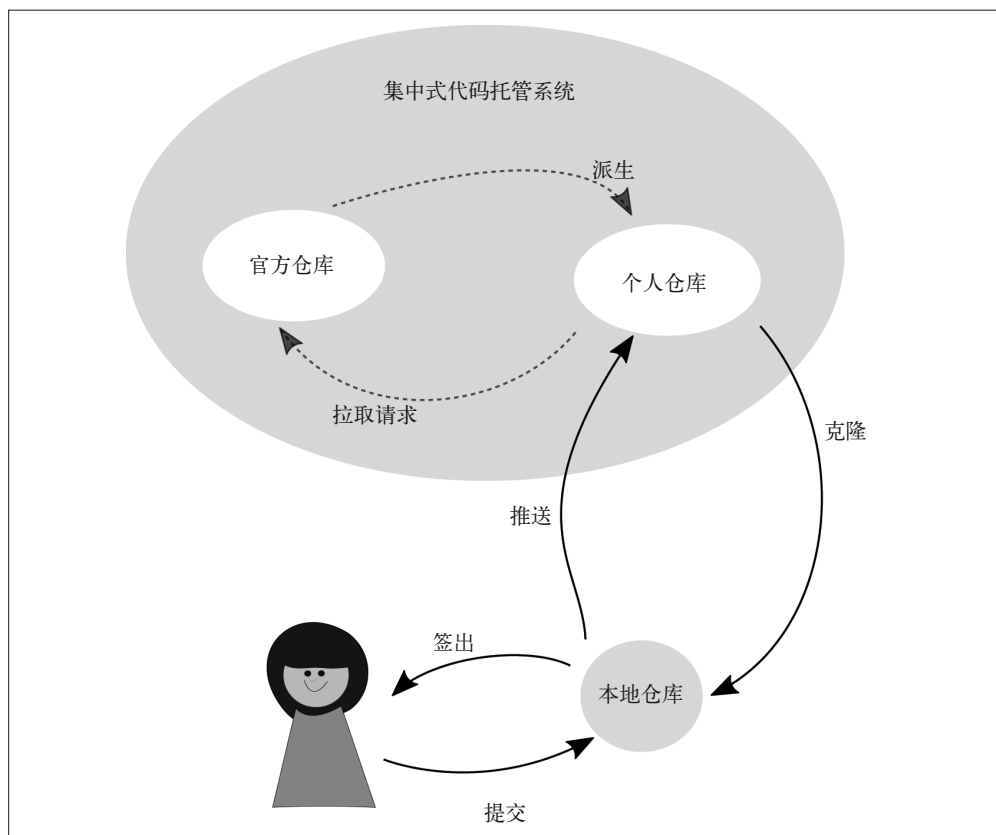 集中式代码托管系统
派生
官方仓库
个人仓库
拉取请求
克隆
推送
签出
本地仓库
提交